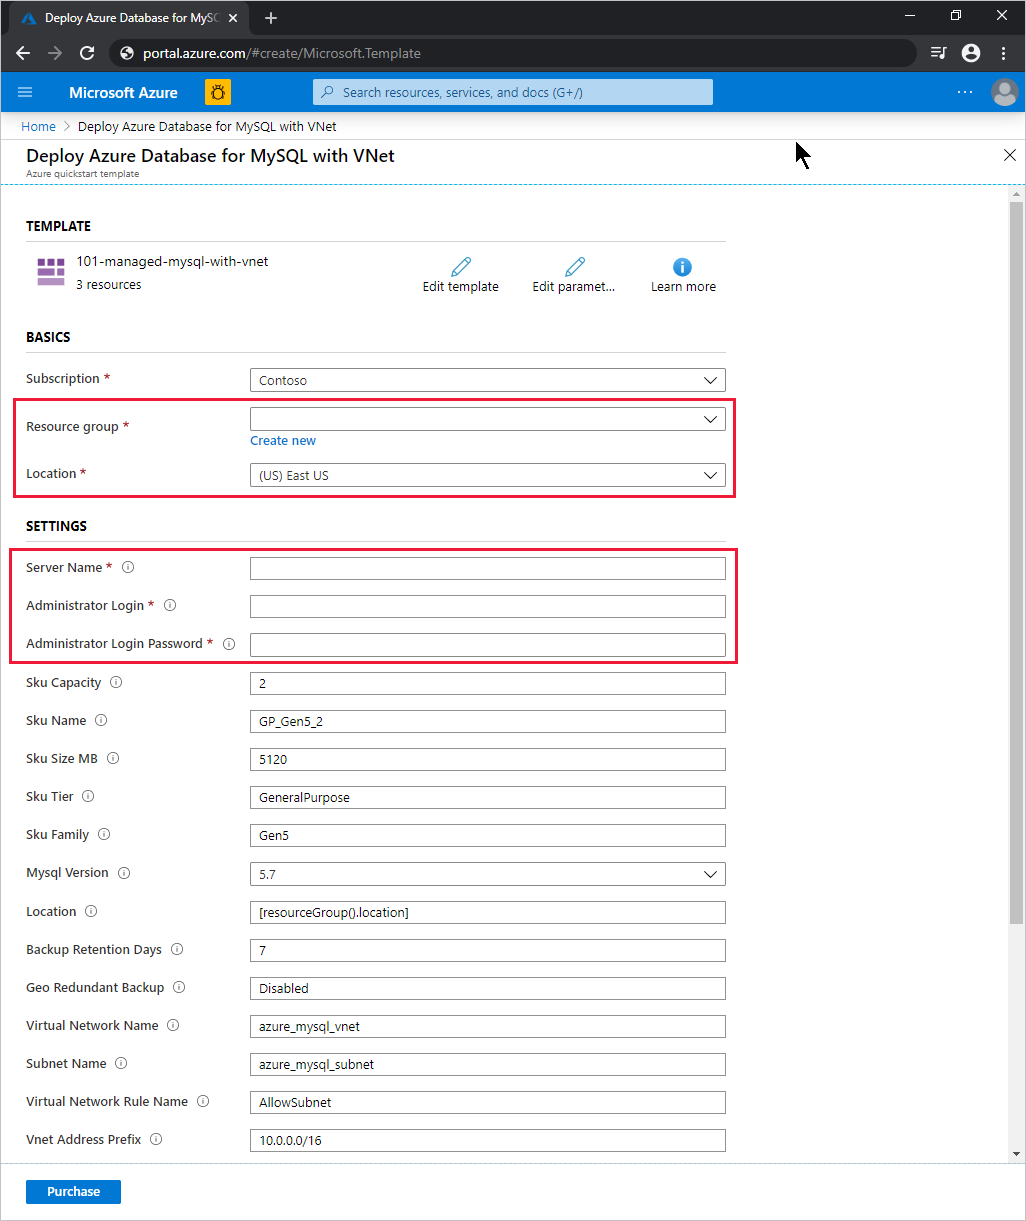 Deploy Azure Database for MySC
portal.azure.com/#create/Microsoft.Template
Microsoft Azure
Search resources, services, and docs (G+/)
Home > Deploy Azure Database for MySQL with VNet
Deploy Azure Database for MySQL with VNet
Azure quickstart template
TEMPLATE
101-managed-mysql-with-vnet
3 resources
Edit template
Edit paramet...
Learn more
BASICS
Subscription *
Contoso
Resource group *
Create new
Location *
(US) East US
SETTINGS
Server Name *
Administrator Login *
Administrator Login Password *
Sku Capacity
2
Sku Name
GP_Gen5_2
Sku Size MB
5120
Sku Tier
GeneralPurpose
Sku Family
Gen5
Mysql Version
5.7
Location
[resourceGroup().location]
Backup Retention Days
7
Geo Redundant Backup
Disabled
Virtual Network Name
azure_mysql_vnet
Subnet Name
azure_mysql_subnet
Virtual Network Rule Name
AllowSubnet
Vnet Address Prefix
10.0.0.0/16
Purchase